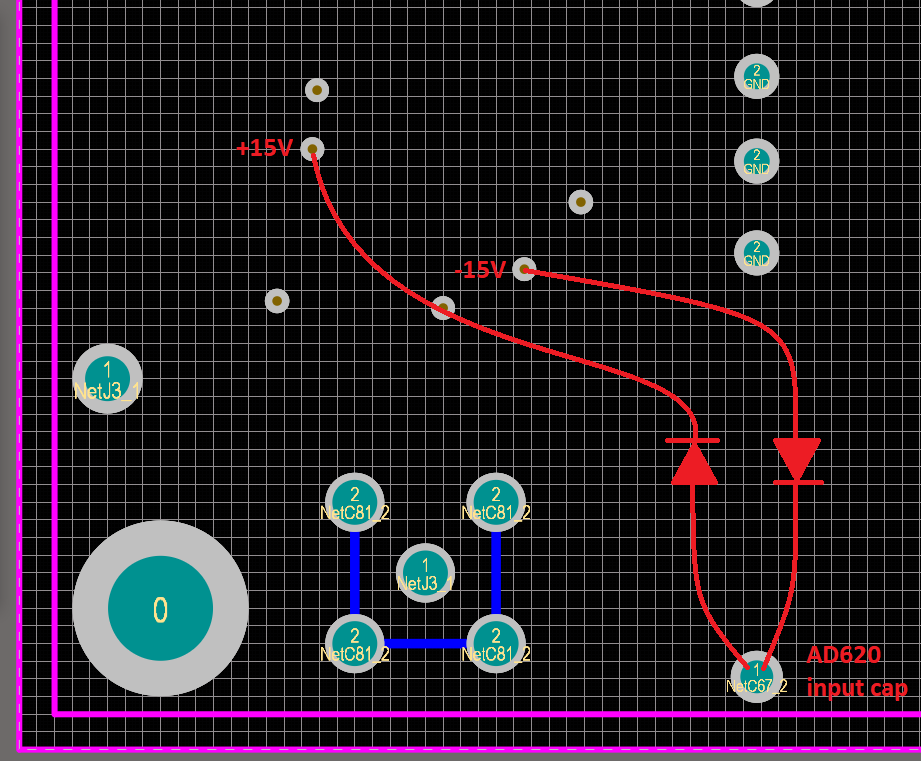 2
GND
+15V
2
GND
-15V
2
GND
1
NetJ3_1
2
NetC81_2
2
NetC81_2
1
NetJ3_1
0
2
NetC81_2
2
NetC81_2
1
NetC67_2
AD620
input cap